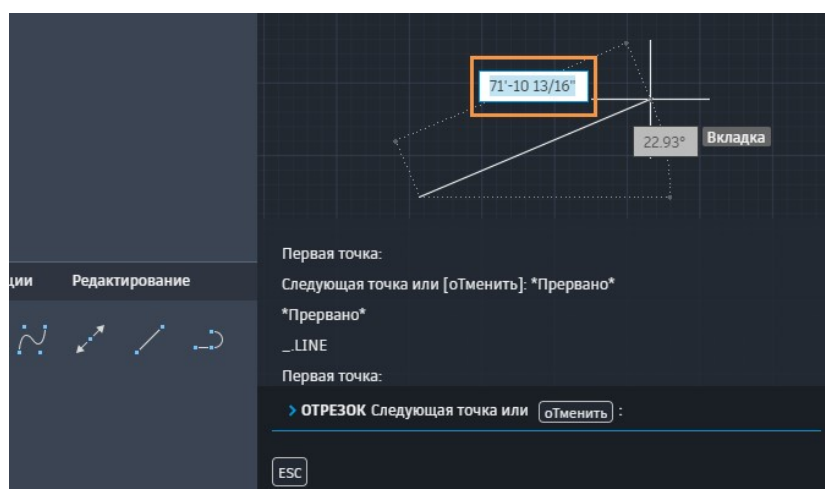 71'-10 13/16"
22.93° Вкладка
Первая точка:
Следующая точка или [оТменить]: *Прервано*
ции Редактирование
*Прервано*
_.LINE
Первая точка:
> ОТРЕЗОК Следующая точка или оТменить :
ESC